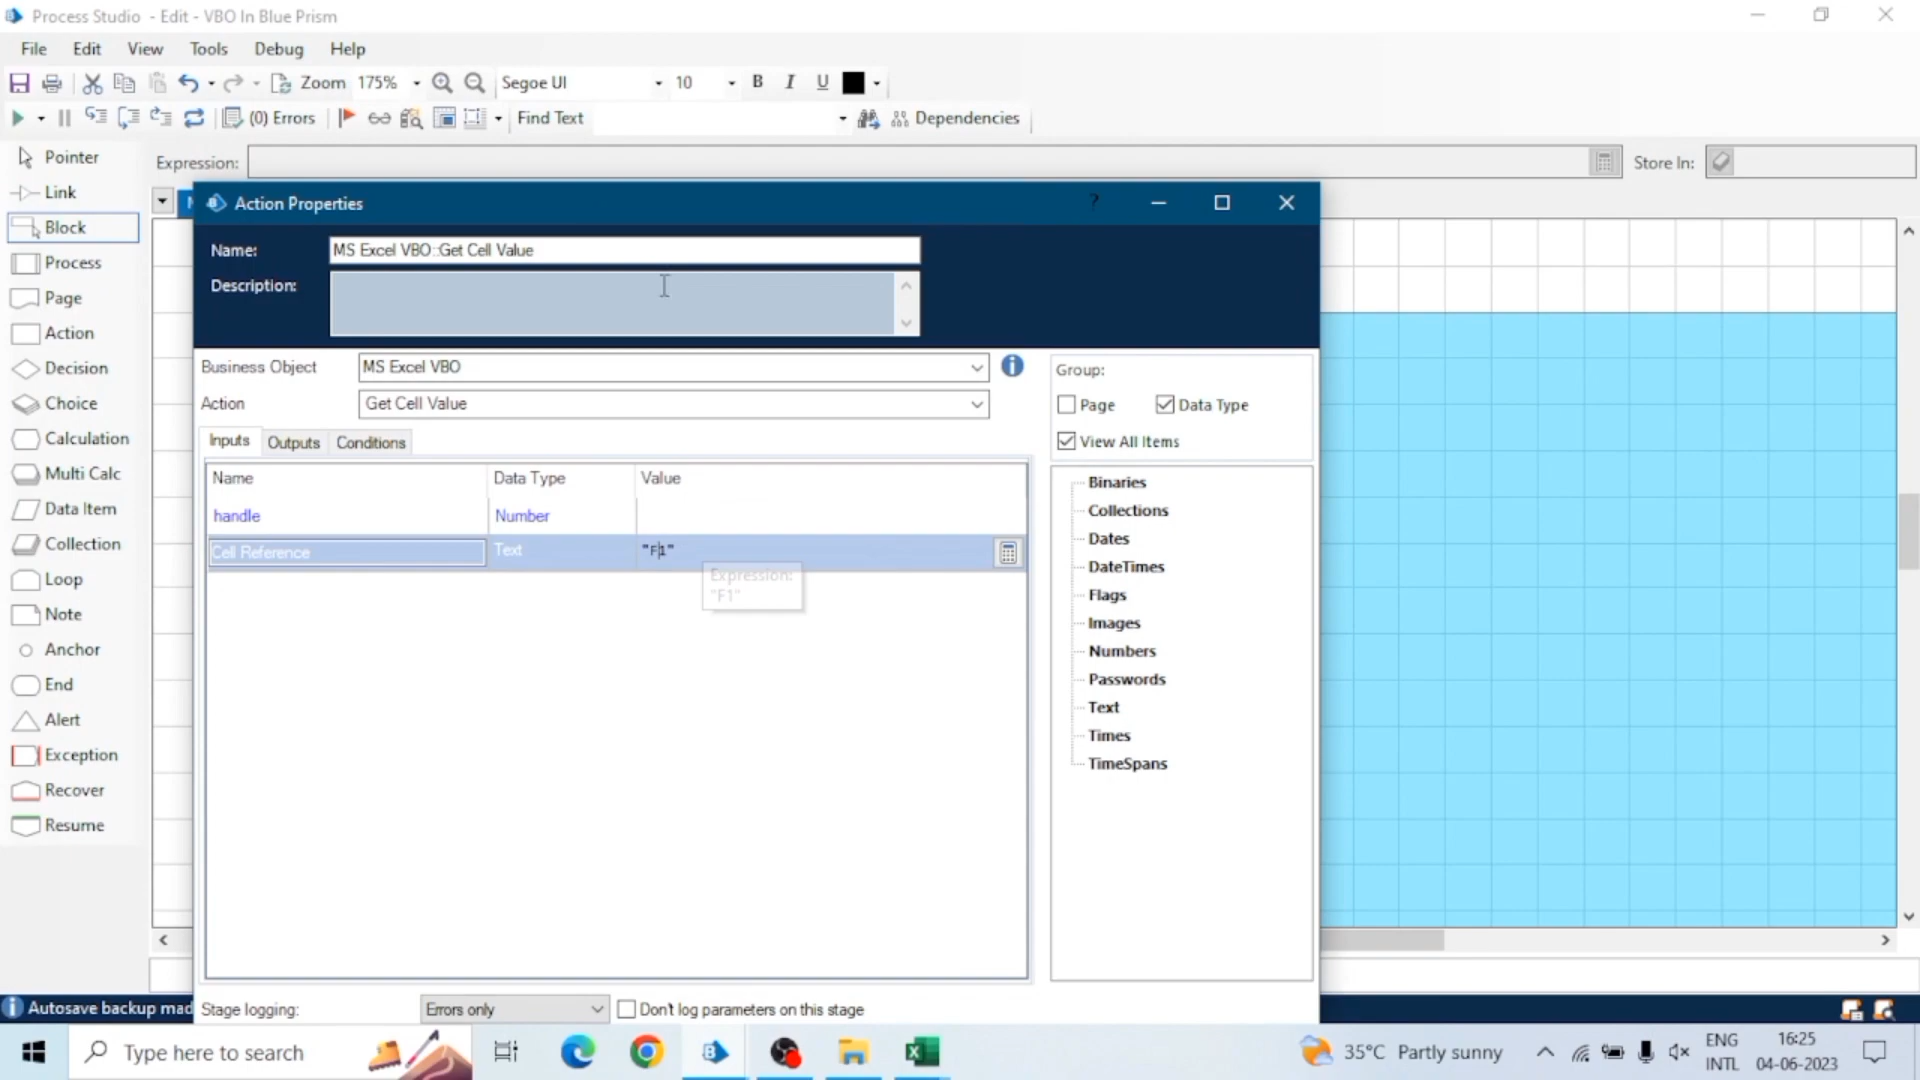 Process Studio - Edit - VBO In Blue Prism
File Edit View Tools Debug Help
Zoom 175% Segoe UI 10 B I U
(0) Errors Find Text Dependencies
Pointer
Link
Block
Process
Page
Action
Decision
Choice
Calculation
Multi Calc
Data Item
Collection
Loop
Note
Anchor
End
Alert
Exception
Recover
Resume
Expression: Store In:
Action Properties ?
Name: MS Excel VBO::Get Cell Value
Description:
Business Object MS Excel VBO
Action Get Cell Value
Inputs Outputs Conditions
Name Data Type Value
handle Number
Cell Reference Text "F1"
Expression:
"F1"
Group:
Page Data Type
View All Items
Binaries
Collections
Dates
DateTimes
Flags
Images
Numbers
Passwords
Text
Times
TimeSpans
Autosave backup mad
Stage logging: Errors only Don't log parameters on this stage
Type here to search
35°C Partly sunny
ENG
INTL
16:25
04-06-2023